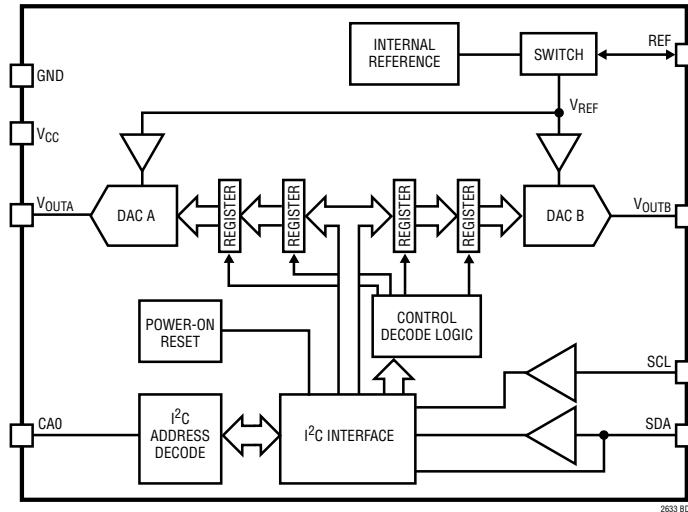 INTERNAL
REFERENCE
SWITCH
REF
GND
VREF
VCC
VOUTA
DAC A
REGISTER
REGISTER
REGISTER
REGISTER
DAC B
VOUTB
POWER-ON
RESET
CONTROL
DECODE LOGIC
SCL
CA0
I2C
ADDRESS
DECODE
I2C INTERFACE
SDA
2633 BD